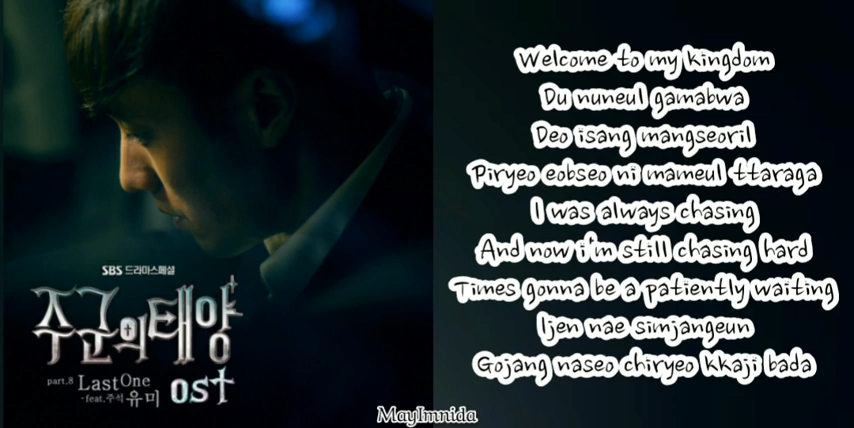 SBS 드라마스페셜
주군의태양
part.8 LastOne
-feat.주석 유미 OST
Welcome to my kingdom
Du nuneul gamabwa
Deo isang mangseoril
Piryeo eobseo ni mameul ttaraga
I was always chasing
And now i'm still chasing hard
Times gonna be a patiently waiting
Ijen nae simjangeun
Gojang naseo chiryeo kkaji bada
MayImnida